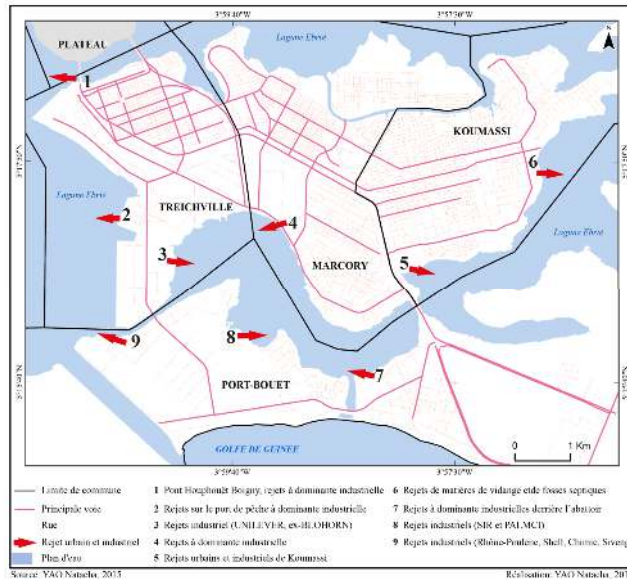 3°59'40" 3°57'30"
PLATEAU
Lagune Ebrié
N
1
KOUMASSI
6
Lagune Ebrié
2
TREICHVILLE
4
Lagune Ebrié
3
MARCORY
5
9
8
7
PORT-BOUET
GOLFE DE GUINEE
0 1 Km
3°59'40" 3°57'30"
Limite de commune
Principale voie
Rue
Rejet urbain et industriel
Plan d'eau
1 Pont Houphouët Boigny, rejets à dominante industrielle
2 Rejets sur le port de pêche à dominante industrielle
3 Rejets industriel (UNILEVER, ex-BLOHORN)
4 Rejets à dominante industrielle
5 Rejets urbains et industriels de Koumassi
6 Rejets de matières de vidange etde fosses septiques
7 Rejets à dominante industrielles derrière l'abattoir
8 Rejets industriels (SIR et PALMCI)
9 Rejets industriels (Rhône-Poulenc, Shell, Chimie,
Source: YAO Natacha, 2015
Réalisation: YAO Natacha,